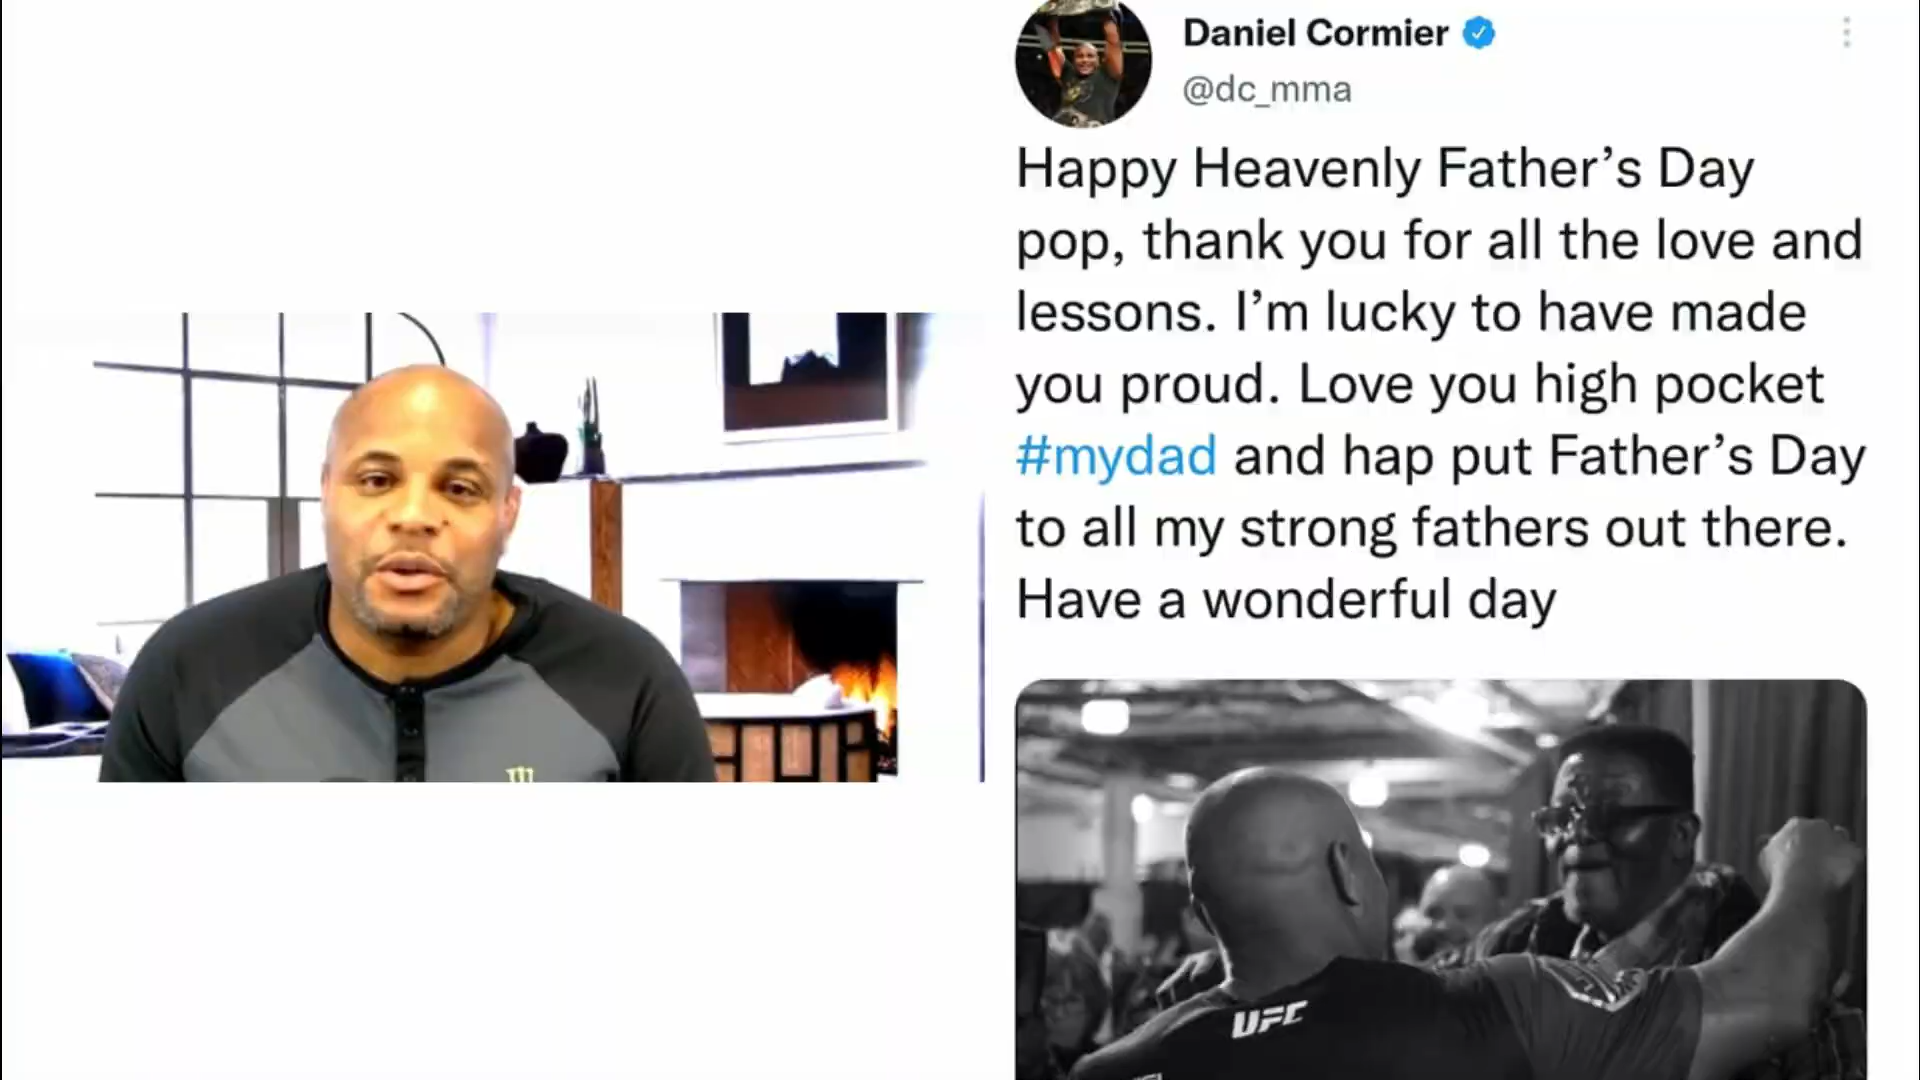 Daniel Cormier
@dc_mma
Happy Heavenly Father’s Day
pop, thank you for all the love and
lessons. I’m lucky to have made
you proud. Love you high pocket
#mydad and hap put Father’s Day
to all my strong fathers out there.
Have a wonderful day
UFC